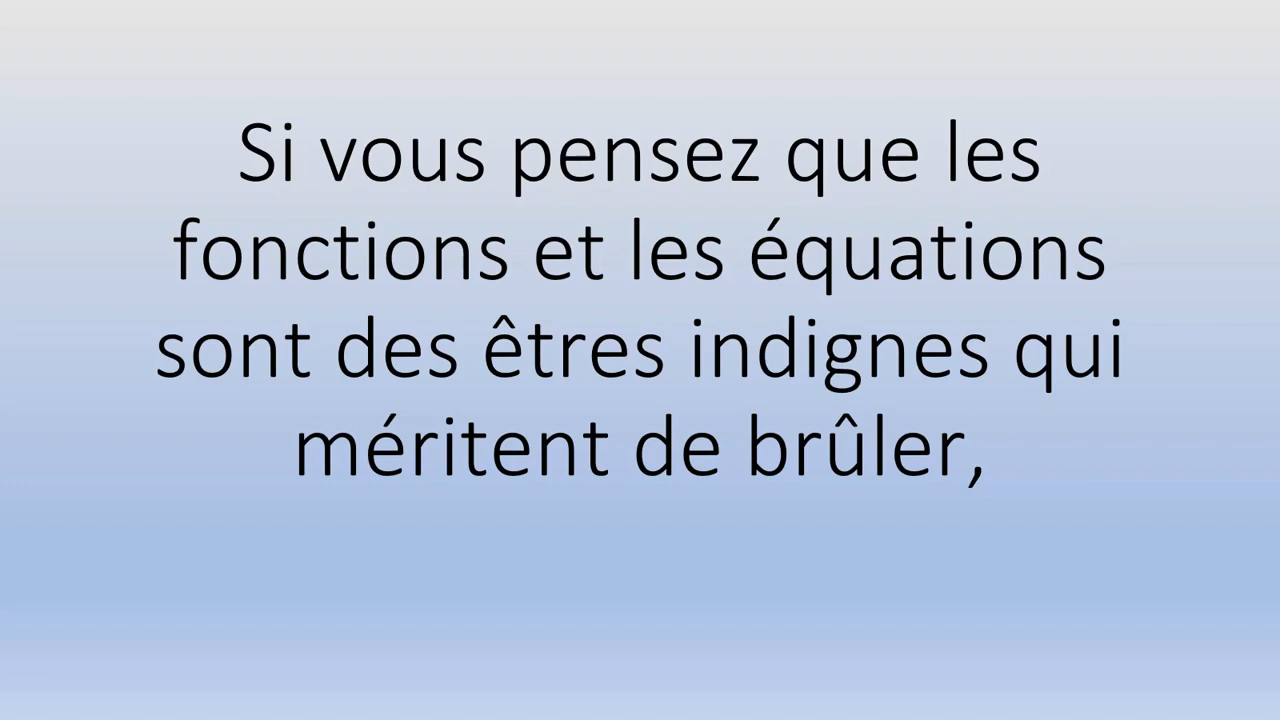 Si vous pensez que les
fonctions et les équations
sont des êtres indignes qui
méritent de brûler,